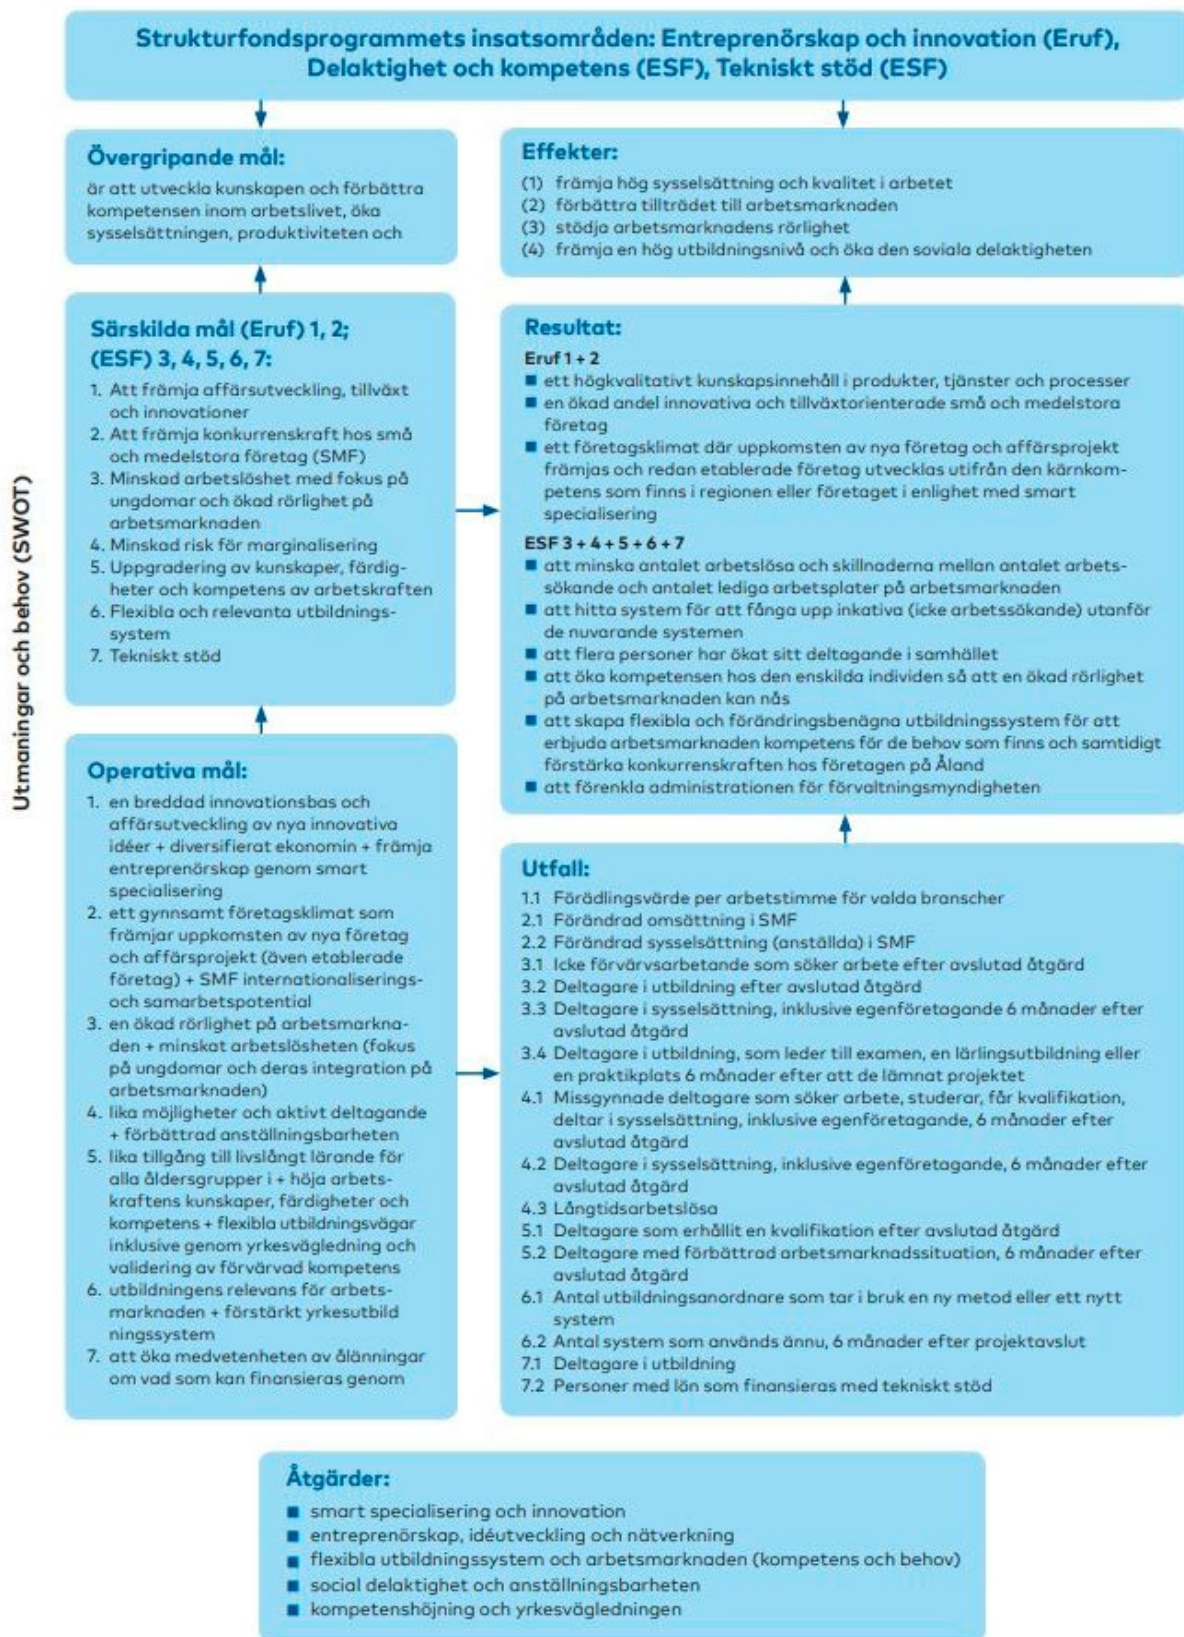 Strukturfondsprogrammets insatsområden: Entreprenörskap och innovation (Eruf),
Delaktighet och kompetens (ESF), Tekniskt stöd (ESF)
Utmaningar och behov (SWOT)
Övergripande mål:
är att utveckla kunskapen och förbättra
kompetensen inom arbetslivet, öka
sysselsättningen, produktiviteten och
Särskilda mål (Eruf) 1, 2;
(ESF) 3, 4, 5, 6, 7:
1. Att främja affärsutveckling, tillväxt
och innovationer
2. Att främja konkurrenskraft hos små
och medelstora företag (SMF)
3. Minskad arbetslöshet med fokus på
ungdomar och ökad rörlighet på
arbetsmarknaden
4. Minskad risk för marginalisering
5. Uppgradering av kunskaper, färdig-
heter och kompetens av arbetskraften
6. Flexibla och relevanta utbildnings-
system
7. Tekniskt stöd
Operativa mål:
1. en breddad innovationsbas och
affärsutveckling av nya innovativa
idéer + diversifierat ekonomin + främja
entreprenörskap genom smart
specialisering
2. ett gynnsamt företagsklimat som
främjar uppkomsten av nya företag
och affärsprojekt (även etablerade
företag) + SMF internationaliserings-
och samarbetspotential
3. en ökad rörlighet på arbetsmarkna-
den + minskat arbetslösheten (fokus
på ungdomar och deras integration på
arbetsmarknaden)
4. lika möjligheter och aktivt deltagande
+ förbättrad anställningsbarheten
5. lika tillgång till livslångt lärande för
alla åldersgrupper i + höja arbets-
kraftens kunskaper, färdigheter och
kompetens + flexibla utbildningsvägar
inklusive genom yrkesvägledning och
validering av förvärvad kompetens
6. utbildningens relevans för arbets-
marknaden + förstärkt yrkesutbild
ningssystem
7. att öka medvetenheten av ålänningar
om vad som kan finansieras genom
Effekter:
(1) främja hög sysselsättning och kvalitet i arbetet
(2) förbättra tillträdet till arbetsmarknaden
(3) stödja arbetsmarknadens rörlighet
(4) främja en hög utbildningsnivå och öka den soviala delaktigheten
Resultat:
Eruf 1 + 2
■ ett högkvalitativt kunskapsinnehåll i produkter, tjänster och processer
■ en ökad andel innovativa och tillväxtorienterade små och medelstora
företag
■ ett företagsklimat där uppkomsten av nya företag och affärsprojekt
främjas och redan etablerade företag utvecklas utifrån den kärnkom-
petens som finns i regionen eller företaget i enlighet med smart
specialisering
ESF 3 + 4 + 5 + 6 + 7
■ att minska antalet arbetslösa och skillnaderna mellan antalet arbets-
sökande och antalet lediga arbetsplater på arbetsmarknaden
■ att hitta system för att fånga upp inkativa (icke arbetssökande) utanför
de nuvarande systemen
■ att flera personer har ökat sitt deltagande i samhället
■ att öka kompetensen hos den enskilda individen så att en ökad rörlighet
på arbetsmarknaden kan nås
■ att skapa flexibla och förändringsbenägna utbildningssystem för att
erbjuda arbetsmarknaden kompetens för de behov som finns och samtidigt
förstärka konkurrenskraften hos företagen på Åland
■ att förenkla administrationen för förvaltningsmyndigheten
Utfall:
1.1 Förädlingsvärde per arbetstimme för valda branscher
2.1 Förändrad omsättning i SMF
2.2 Förändrad sysselsättning (anställda) i SMF
3.1 Icke förvärvsarbetande som söker arbete efter avslutad åtgärd
3.2 Deltagare i utbildning efter avslutad åtgärd
3.3 Deltagare i sysselsättning, inklusive egenföretagande 6 månader efter
avslutad åtgärd
3.4 Deltagare i utbildning, som leder till examen, en lärlingsutbildning eller
en praktikplats 6 månader efter att de lämnat projektet
4.1 Missgynnade deltagare som söker arbete, studerar, får kvalifikation,
deltar i sysselsättning, inklusive egenföretagande, 6 månader efter
avslutad åtgärd
4.2 Deltagare i sysselsättning, inklusive egenföretagande, 6 månader efter
avslutad åtgärd
4.3 Långtidsarbetslösa
5.1 Deltagare som erhållit en kvalifikation efter avslutad åtgärd
5.2 Deltagare med förbättrad arbetsmarknadssituation, 6 månader efter
avslutad åtgärd
6.1 Antal utbildningsanordnare som tar i bruk en ny metod eller ett nytt
system
6.2 Antal system som används ännu, 6 månader efter projektavslut
7.1 Deltagare i utbildning
7.2 Personer med lön som finansieras med tekniskt stöd
Åtgärder:
■ smart specialisering och innovation
■ entreprenörskap, idéutveckling och nätverkning
■ flexibla utbildningssystem och arbetsmarknaden (kompetens och behov)
■ social delaktighet och anställningsbarheten
■ kompetenshöjning och yrkesvägledningen